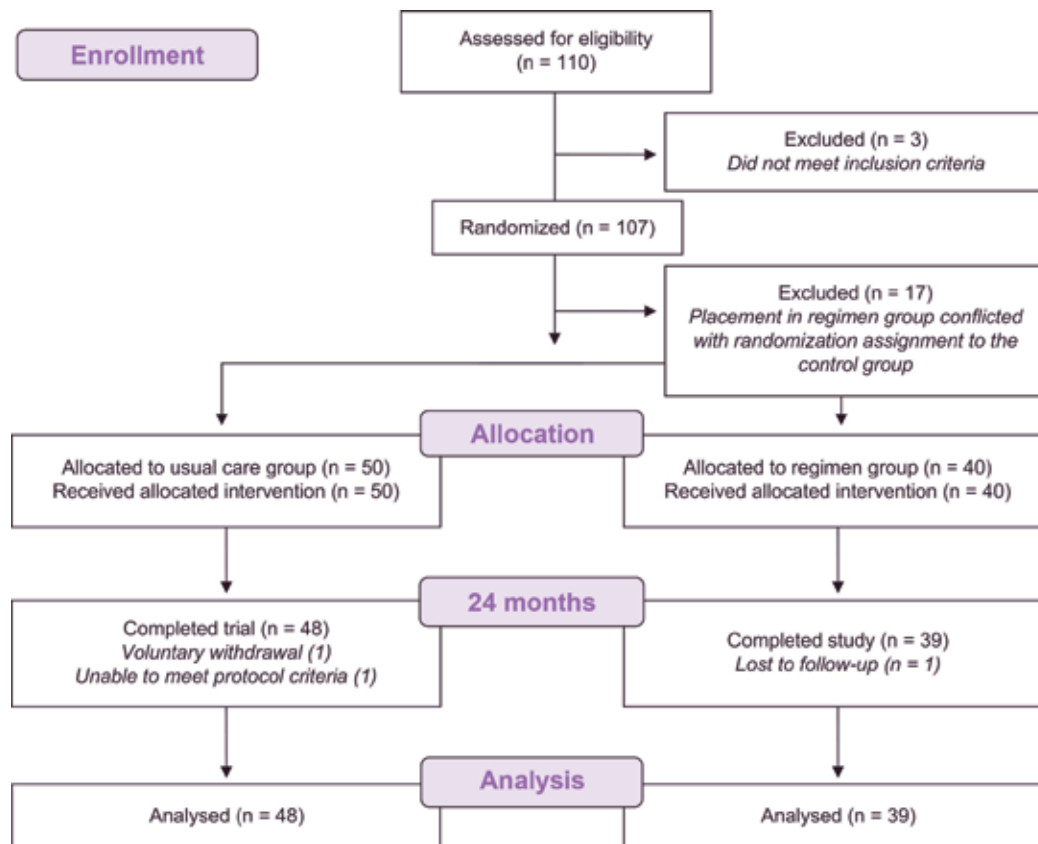 Enrollment
Assessed for eligibility
(n = 110)
Excluded (n = 3)
Did not meet inclusion criteria
Randomized (n = 107)
Excluded (n = 17)
Placement in regimen group conflicted
with randomization assignment to the
control group
Allocation
Allocated to usual care group (n = 50)
Received allocated intervention (n = 50)
Allocated to regimen group (n = 40)
Received allocated intervention (n = 40)
24 months
Completed trial (n = 48)
Voluntary withdrawal (1)
Unable to meet protocol criteria (1)
Completed study (n = 39)
Lost to follow-up (n = 1)
Analysis
Analysed (n = 48)
Analysed (n = 39)